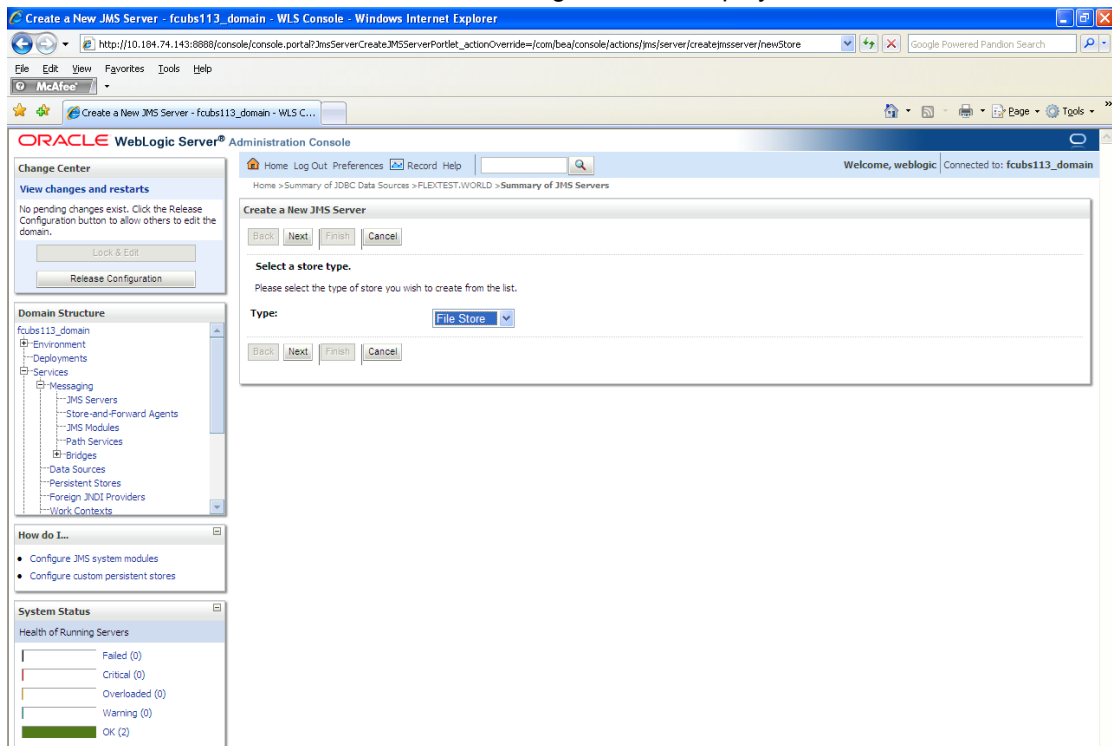 Create a New JMS Server - fcubs113_domain - WLS Console - Windows Internet Explorer
http://10.184.74.143:8888/console/console.portal?JmsServerCreateJMSServerPortlet_actionOverride=/com/bea/console/actions/jms/server/createjmsserver/newStore
Google Powered Pandion Search
File Edit View Favorites Tools Help
McAfee
Create a New JMS Server - fcubs113_domain - WLS C...
Page Tools »
ORACLE WebLogic Server® Administration Console
Change Center
View changes and restarts
No pending changes exist. Click the Release
Configuration button to allow others to edit the
domain.
Lock & Edit
Release Configuration
Domain Structure
fcubs113_domain
Environment
Deployments
Services
Messaging
JMS Servers
Store-and-Forward Agents
JMS Modules
Path Services
Bridges
Data Sources
Persistent Stores
Foreign JNDI Providers
Work Contexts
How do I...
Configure JMS system modules
Configure custom persistent stores
System Status
Health of Running Servers
Failed (0)
Critical (0)
Overloaded (0)
Warning (0)
OK (2)
Home Log Out Preferences Record Help
Welcome, weblogic Connected to: fcubs113_domain
Home >Summary of JDBC Data Sources >FLEXTEST.WORLD >Summary of JMS Servers
Create a New JMS Server
Back Next Finish Cancel
Select a store type.
Please select the type of store you wish to create from the list.
Type: File Store
Back Next Finish Cancel